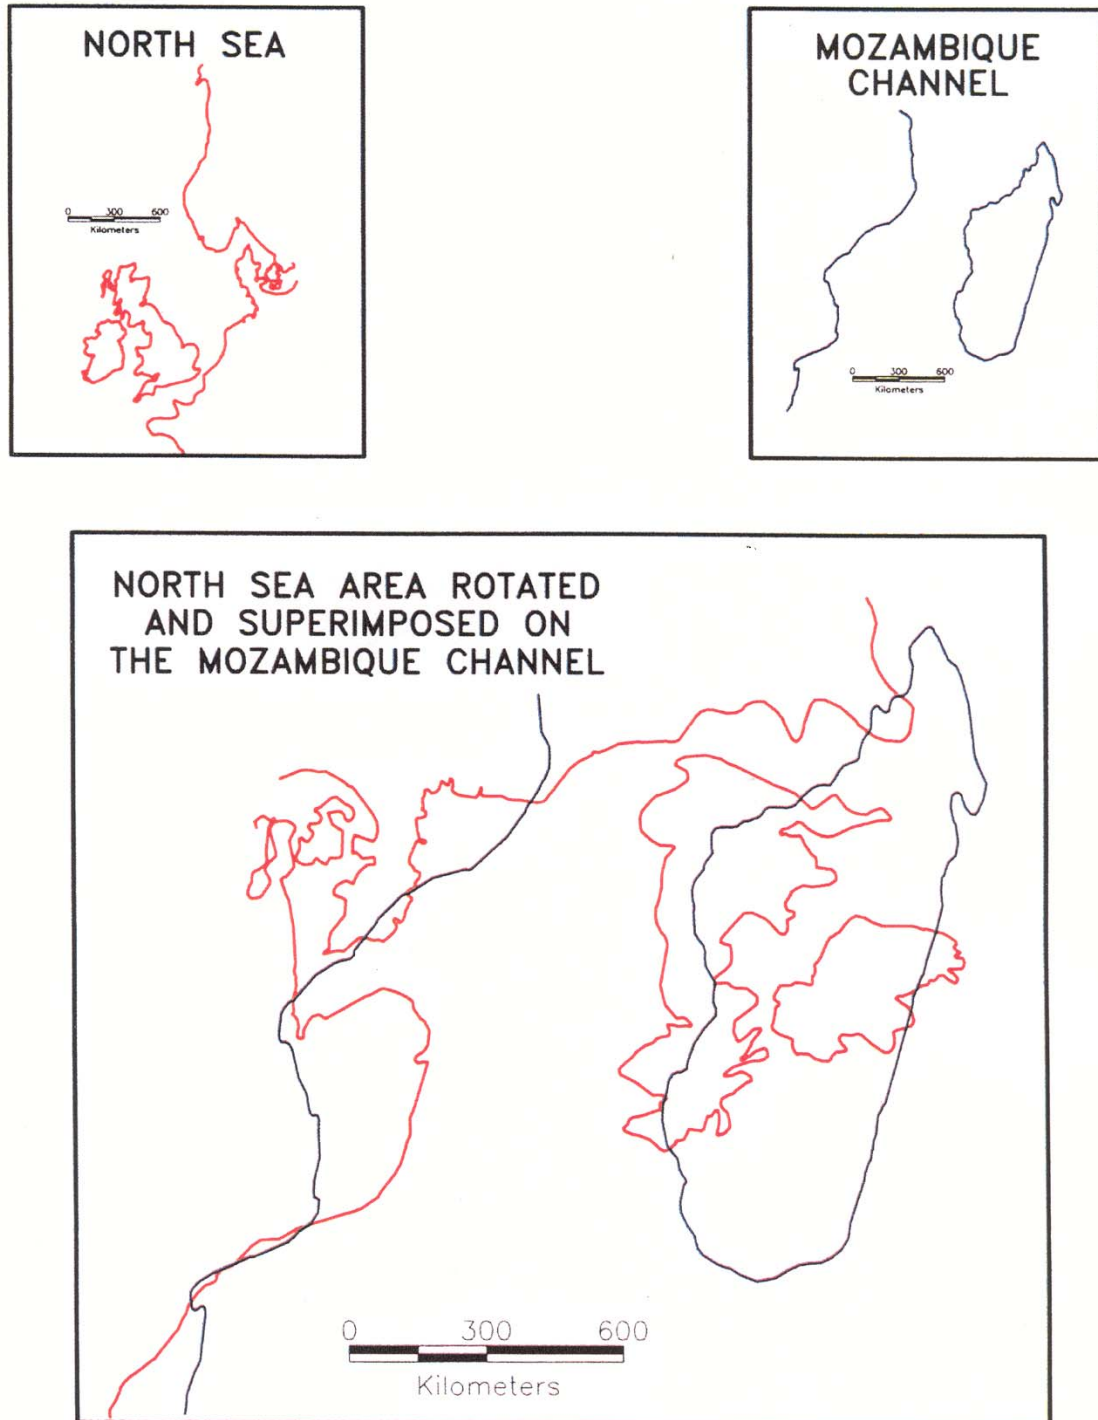 NORTH SEA
0 300 600
Kilometers
MOZAMBIQUE
CHANNEL
0 300 600
Kilometers
NORTH SEA AREA ROTATED
AND SUPERIMPOSED ON
THE MOZAMBIQUE CHANNEL
0 300 600
Kilometers